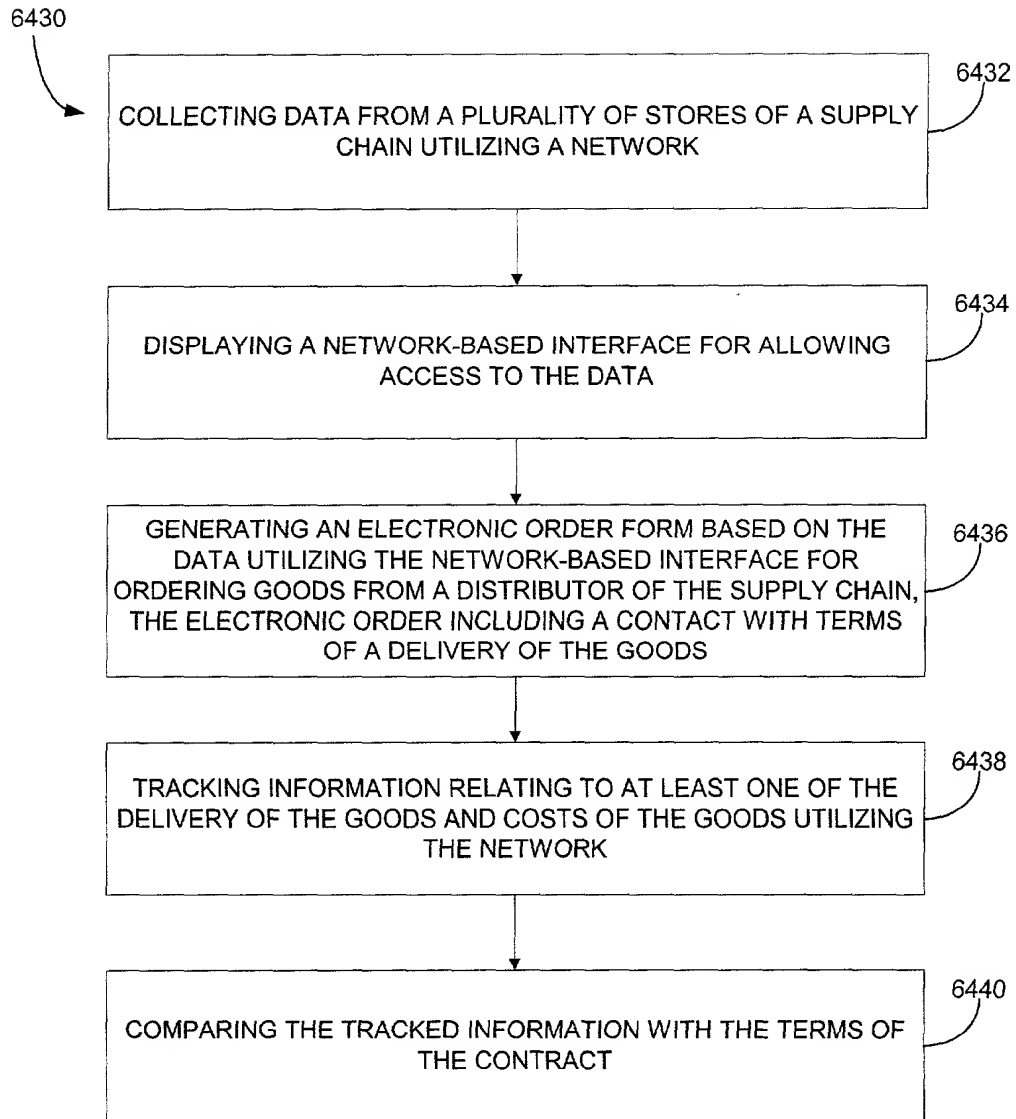 6430
6432
COLLECTING DATA FROM A PLURALITY OF STORES OF A SUPPLY
CHAIN UTILIZING A NETWORK
6434
DISPLAYING A NETWORK-BASED INTERFACE FOR ALLOWING
ACCESS TO THE DATA
6436
GENERATING AN ELECTRONIC ORDER FORM BASED ON THE
DATA UTILIZING THE NETWORK-BASED INTERFACE FOR
ORDERING GOODS FROM A DISTRIBUTOR OF THE SUPPLY CHAIN,
THE ELECTRONIC ORDER INCLUDING A CONTACT WITH TERMS
OF A DELIVERY OF THE GOODS
6438
TRACKING INFORMATION RELATING TO AT LEAST ONE OF THE
DELIVERY OF THE GOODS AND COSTS OF THE GOODS UTILIZING
THE NETWORK
6440
COMPARING THE TRACKED INFORMATION WITH THE TERMS OF
THE CONTRACT